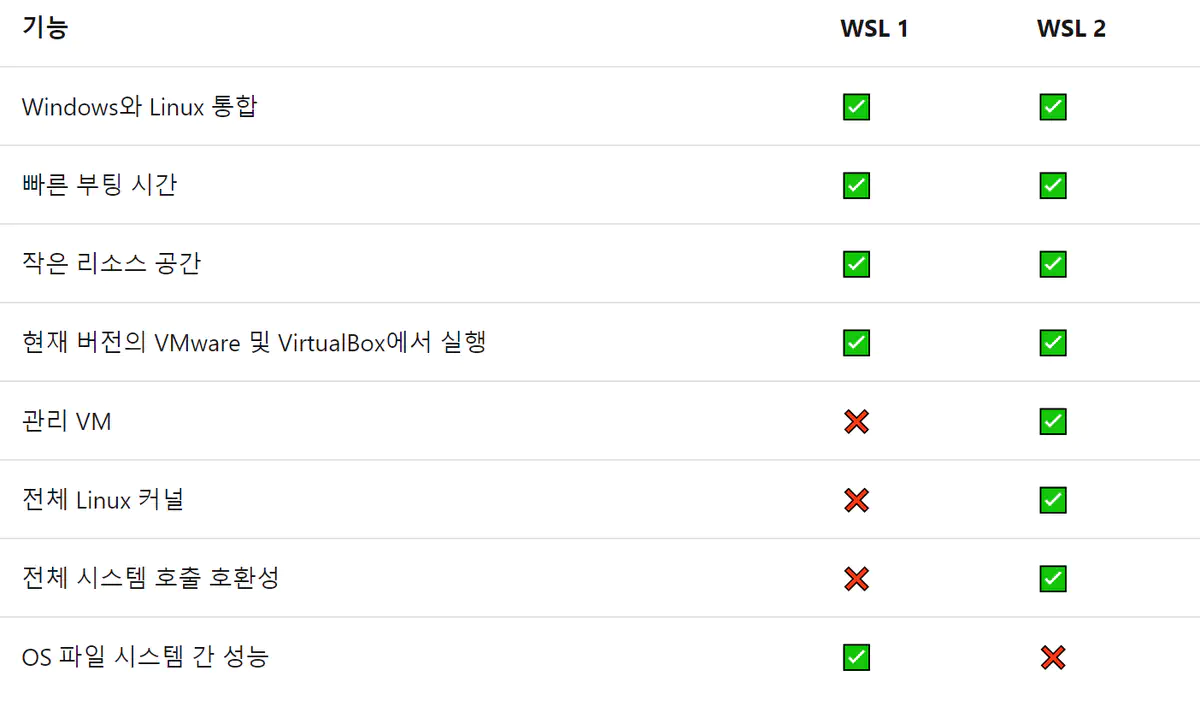 기능 WSL 1 WSL 2
Windows와 Linux 통합 ✅ ✅
빠른 부팅 시간 ✅ ✅
작은 리소스 공간 ✅ ✅
현재 버전의 VMware 및 VirtualBox에서 실행 ✅ ✅
관리 VM ❌ ✅
전체 Linux 커널 ❌ ✅
전체 시스템 호출 호환성 ❌ ✅
OS 파일 시스템 간 성능 ✅ ❌